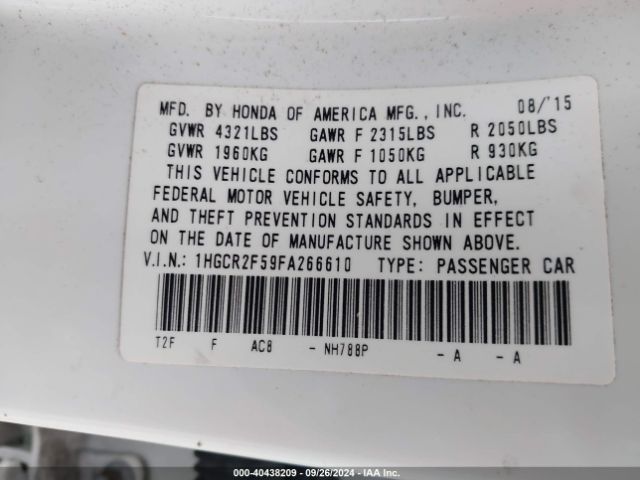 MFD. BY HONDA OF AMERICA MFG., INC. 08/'15
GVWR 4321LBS GAWR F 2315LBS R 2050LBS
GVWR 1960KG GAWR F 1050KG R 930KG
THIS VEHICLE CONFORMS TO ALL APPLICABLE
FEDERAL MOTOR VEHICLE SAFETY, BUMPER,
AND THEFT PREVENTION STANDARDS IN EFFECT
ON THE DATE OF MANUFACTURE SHOWN ABOVE.
V.I.N.: 1HGCR2F59FA266610 TYPE: PASSENGER CAR
T2F F AC8 - NH788P - A - A
000-40438209 - 09/26/2024 - IAA Inc.